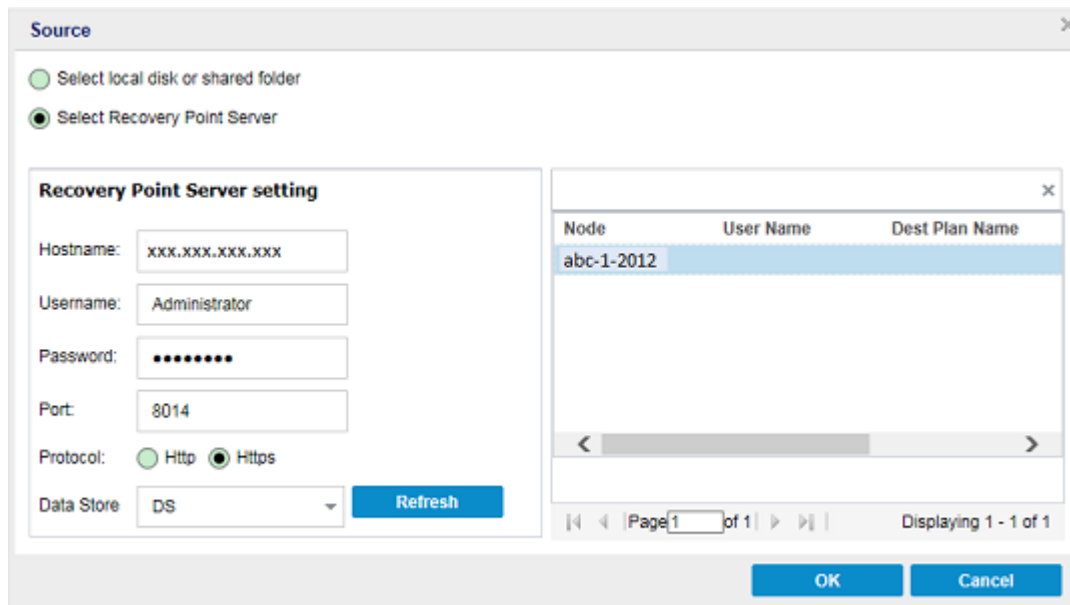 Source
Select local disk or shared folder
Select Recovery Point Server
Recovery Point Server setting
Hostname: xxx.xxx.xxx.xxx
Username: Administrator
Password: ••••••••
Port: 8014
Protocol: Http Https
Data Store DS Refresh
Node User Name Dest Plan Name
abc-1-2012
Page 1 of 1 Displaying 1 - 1 of 1
OK Cancel